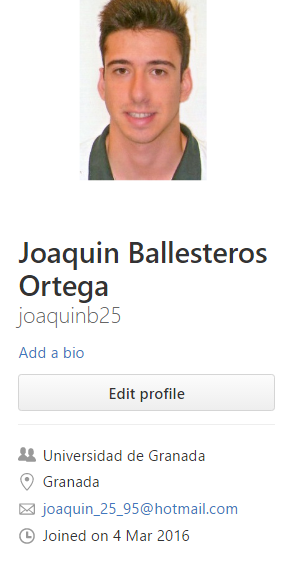 Joaquin Ballesteros
Ortega
joaquinb25
Add a bio
Edit profile
Universidad de Granada
Granada
joaquin_25_95@hotmail.com
Joined on 4 Mar 2016